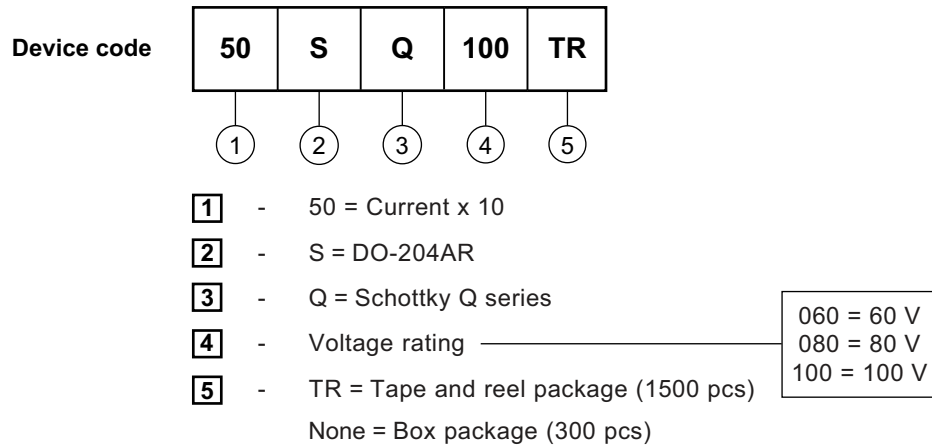 Device code 50 S Q 100 TR
1 2 3 4 5
1 - 50 = Current x 10
2 - S = DO-204AR
3 - Q = Schottky Q series
4 - Voltage rating
060 = 60 V
080 = 80 V
100 = 100 V
5 - TR = Tape and reel package (1500 pcs)
None = Box package (300 pcs)